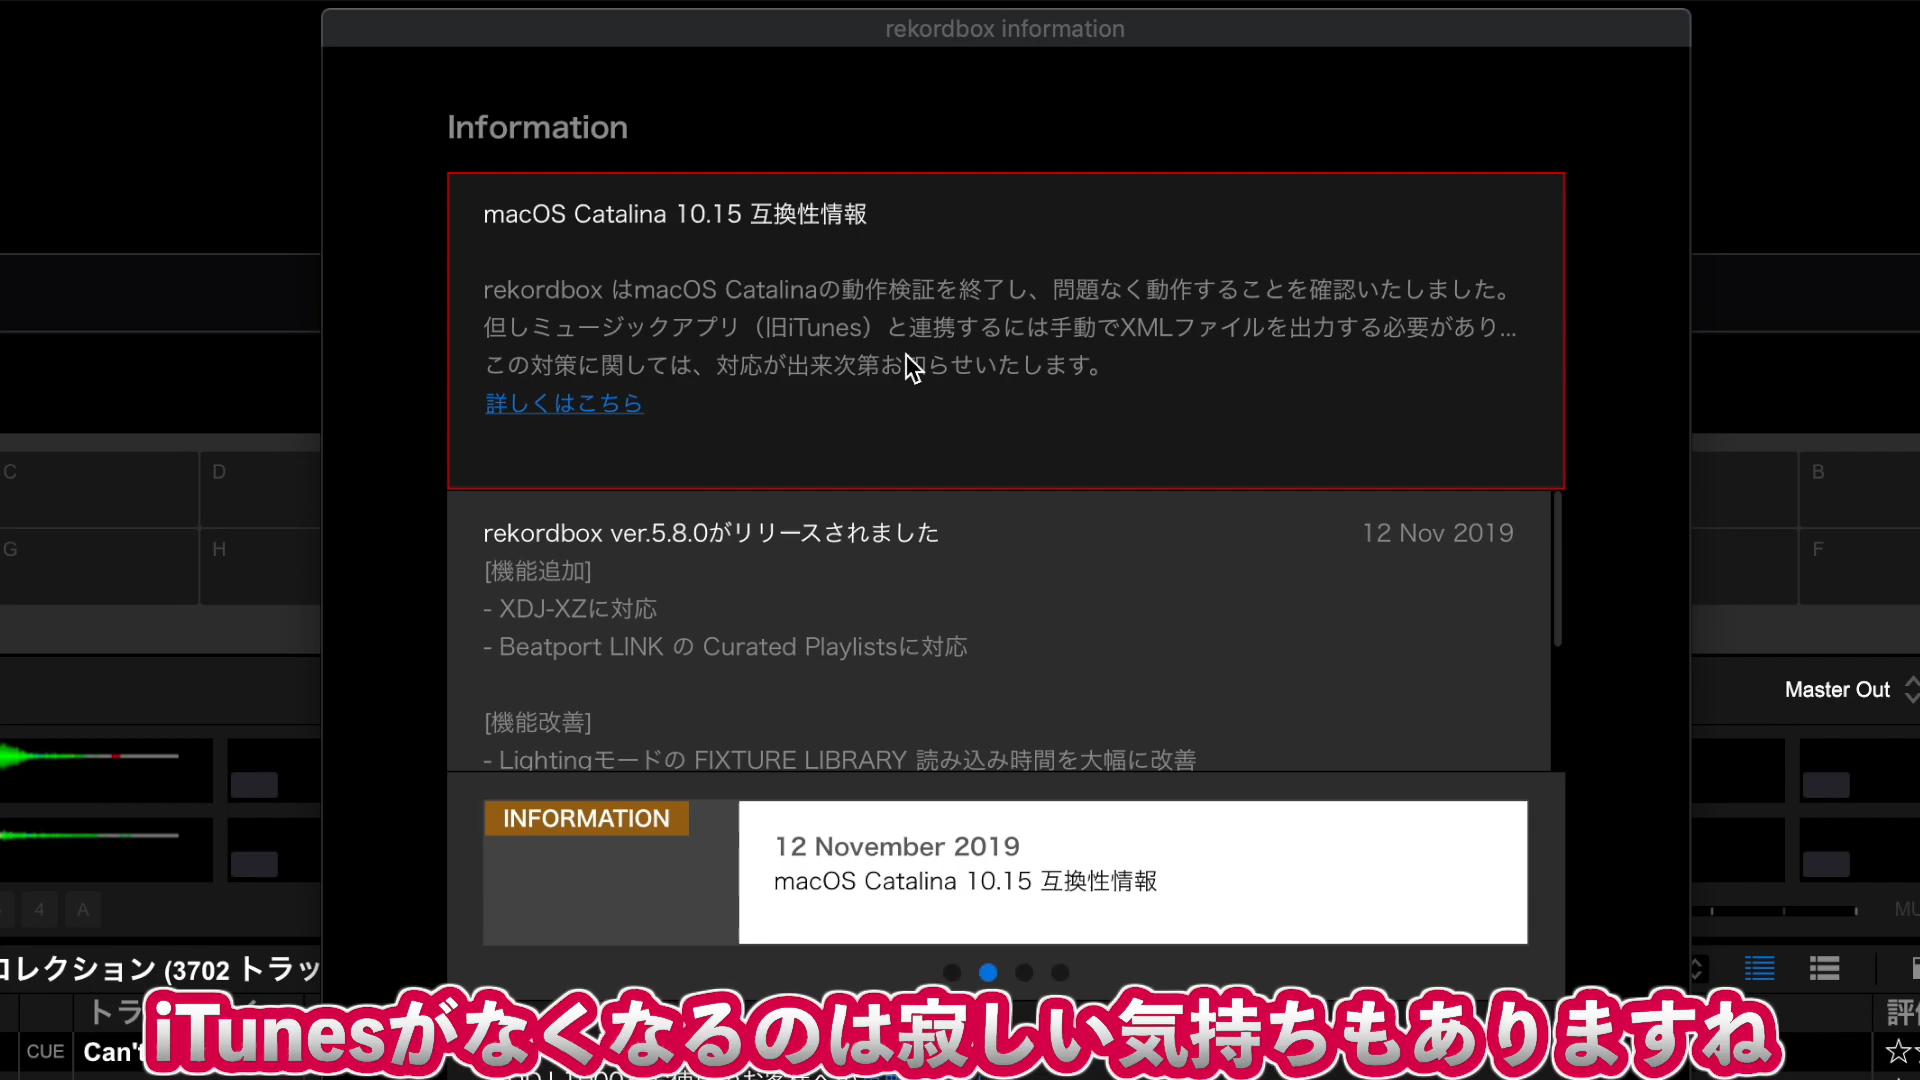 rekordbox information
Information
macOS Catalina 10.15 互換性情報
rekordbox はmacOS Catalinaの動作検証を終了し、問題なく動作することを確認いたしました。
但しミュージックアプリ（旧iTunes）と連携するには手動でXMLファイルを出力する必要があり...
この対策に関しては、対応が出来次第お知らせいたします。
詳しくはこちら
C
D
B
G
H
F
rekordbox ver.5.8.0がリリースされました 12 Nov 2019
[機能追加]
- XDJ-XZに対応
- Beatport LINK の Curated Playlistsに対応
[機能改善]
- Lightingモードの FIXTURE LIBRARY 読み込み時間を大幅に改善
Master Out
INFORMATION
12 November 2019
macOS Catalina 10.15 互換性情報
4
A
コレクション (3702 トラッ
トラ
CUE
Can't
iTunesがなくなるのは寂しい気持ちもありますね